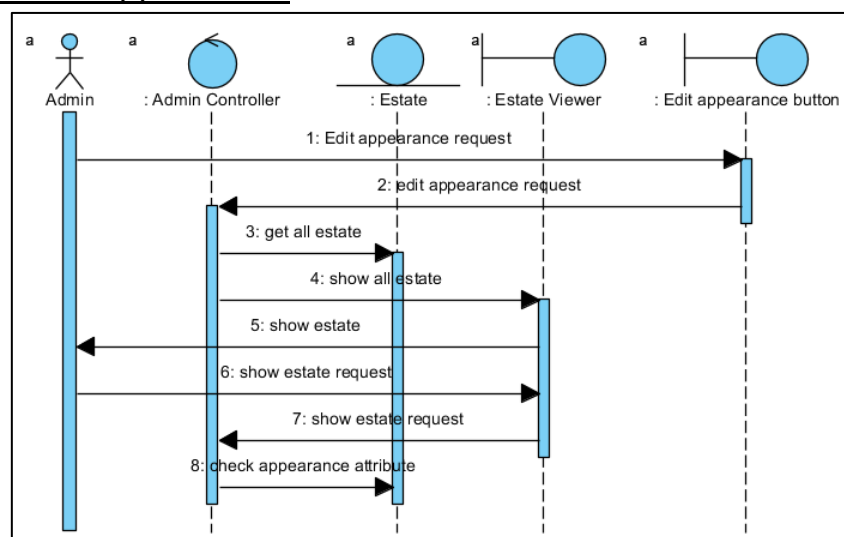 a
a
a
a
a
Admin
: Admin Controller
: Estate
: Estate Viewer
: Edit appearance button
1: Edit appearance request
2: edit appearance request
3: get all estate
4: show all estate
5: show estate
6: show estate request
7: show estate request
8: check appearance attribute